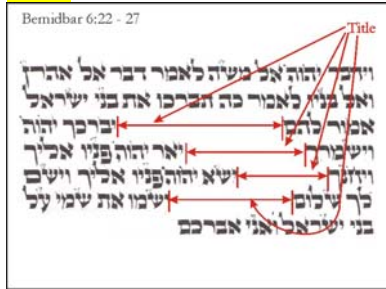 Bemidbar 6:22 - 27
Title
וידבר יהוה אל משה לאמר דבר אל אהרן
ואל בניו לאמר כה תברכו את בני ישראל
אמור להם יברכך יהוה
וישמרך יאר יהוה פניו אליך
ויחנך ישא יהוה פניו אליך וישם
לך שלום ושמו את שמי על
בני ישראל ואני אברכם